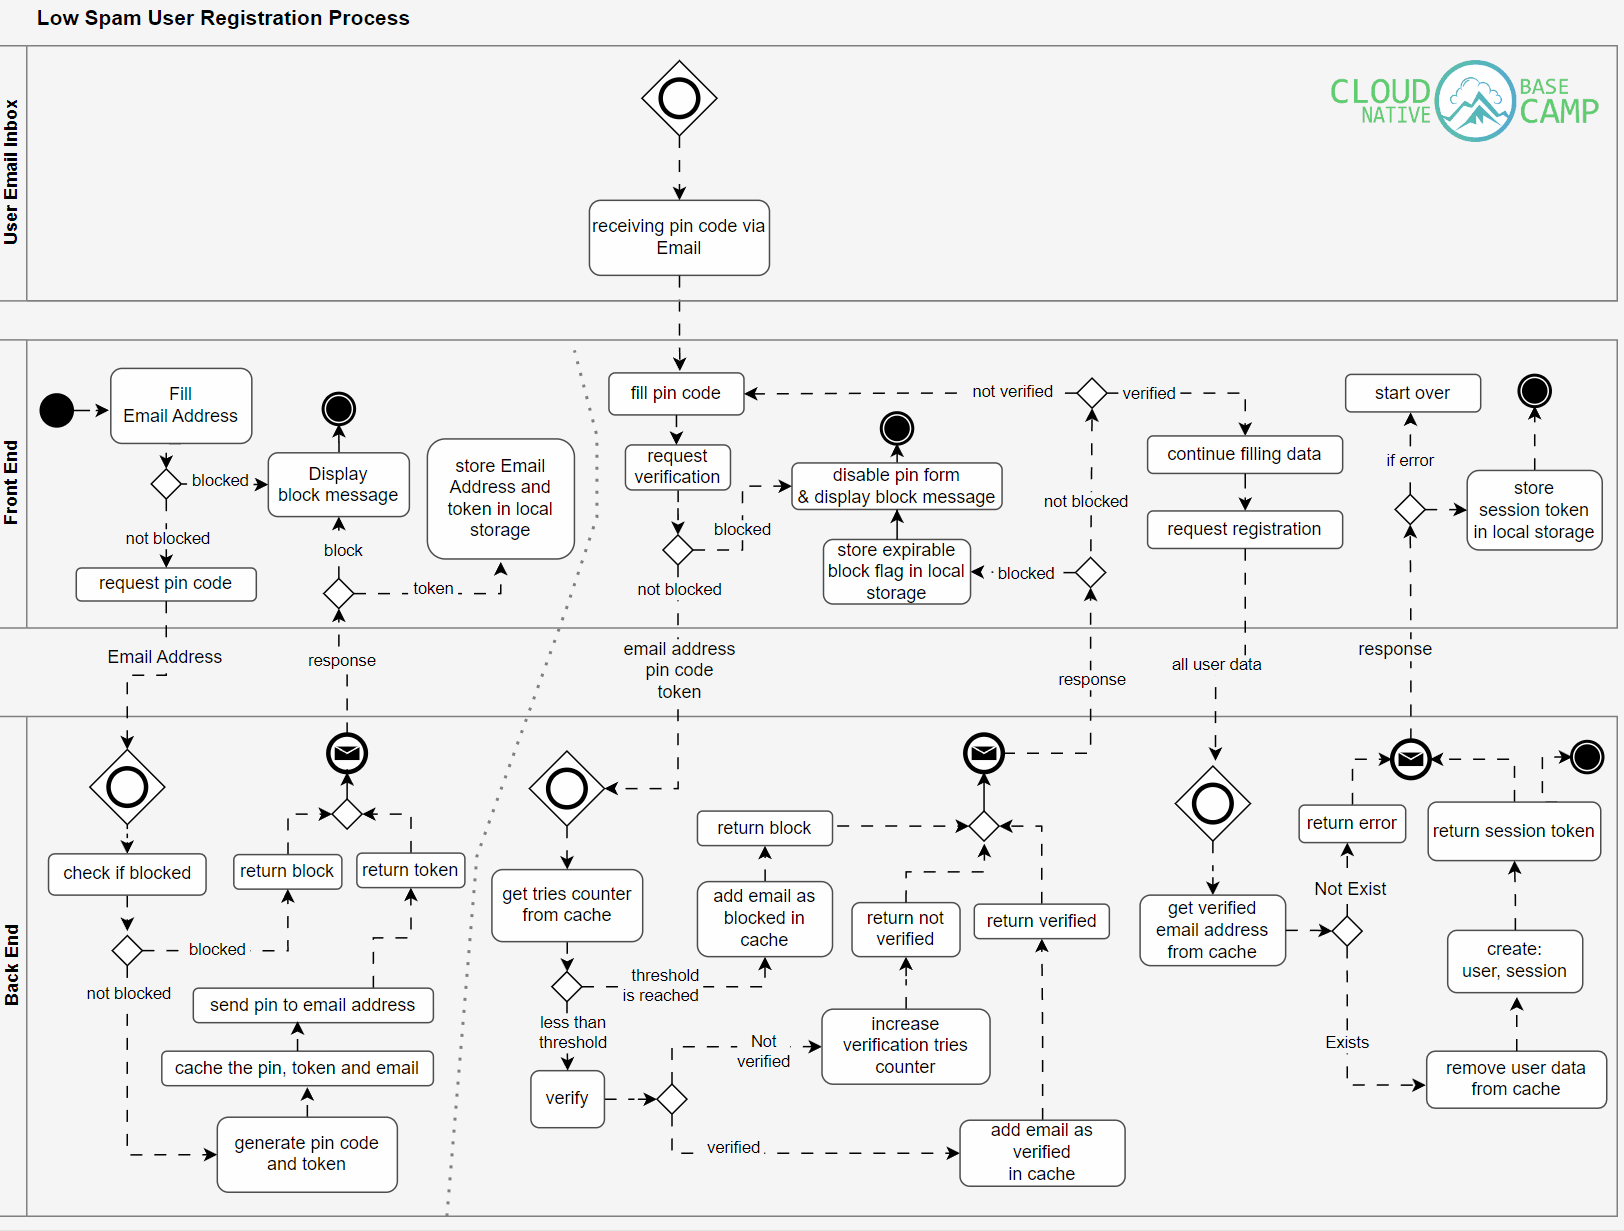 Low Spam User Registration Process
User Email Inbox
CLOUD
NATIVE
BASE
CAMP
receiving pin code via
Email
Front End
Fill
Email Address
blocked
Display
block message
not blocked
request pin code
block
token
store Email
Address and
token in local
storage
Email Address
response
fill pin code
request
verification
blocked
not blocked
disable pin form
& display block message
store expirable
block flag in local
storage
blocked
not blocked
not verified
verified
continue filling data
request registration
start over
if error
store
session token
in local storage
email address
pin code
token
response
all user data
response
Back End
check if blocked
blocked
not blocked
return block
return token
send pin to email address
cache the pin, token and email
generate pin code
and token
get tries counter
from cache
threshold
is reached
less than
threshold
verify
return block
add email as
blocked in
cache
return not
verified
return verified
Not
verified
increase
verification tries
counter
verified
add email as
verified
in cache
get verified
email address
from cache
return error
Not Exist
Exists
return session token
create:
user, session
remove user data
from cache